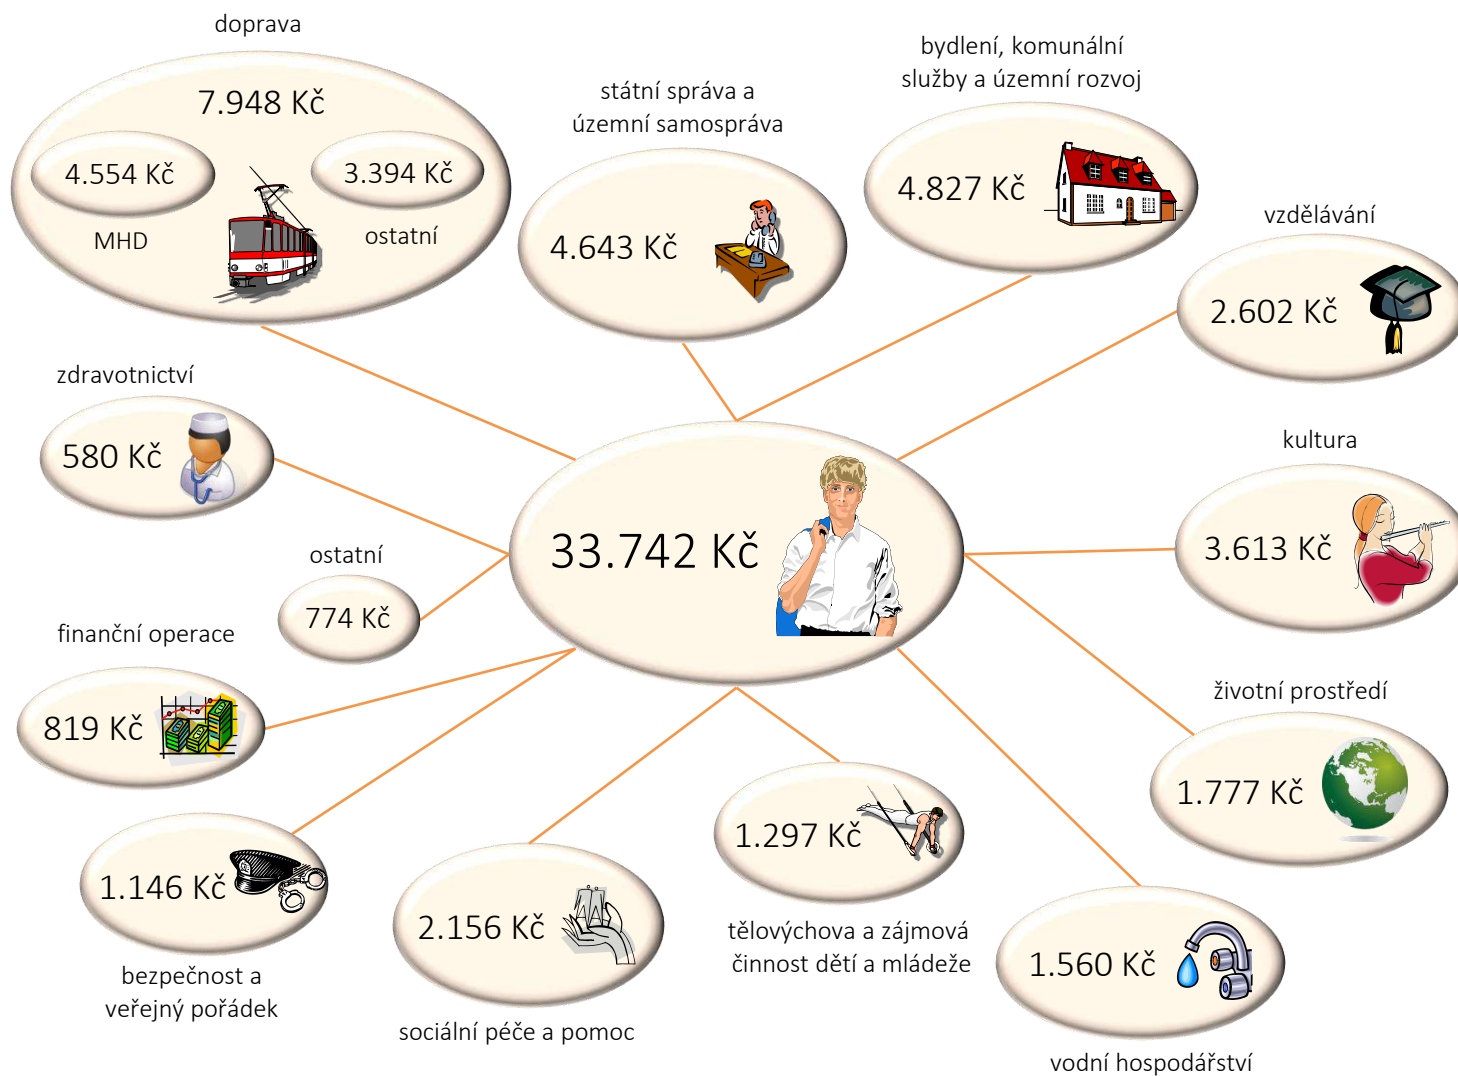 doprava
7.948 Kč
4.554 Kč
3.394 Kč
MHD
ostatní
státní správa a
územní samospráva
4.643 Kč
bydlení, komunální
služby a územní rozvoj
4.827 Kč
vzdělávání
2.602 Kč
zdravotnictví
580 Kč
kultura
3.613 Kč
33.742 Kč
ostatní
774 Kč
finanční operace
819 Kč
životní prostředí
1.777 Kč
bezpečnost a
veřejný pořádek
1.146 Kč
2.156 Kč
sociální péče a pomoc
1.297 Kč
tělovýchova a zájmová
činnost dětí a mládeže
1.560 Kč
vodní hospodářství